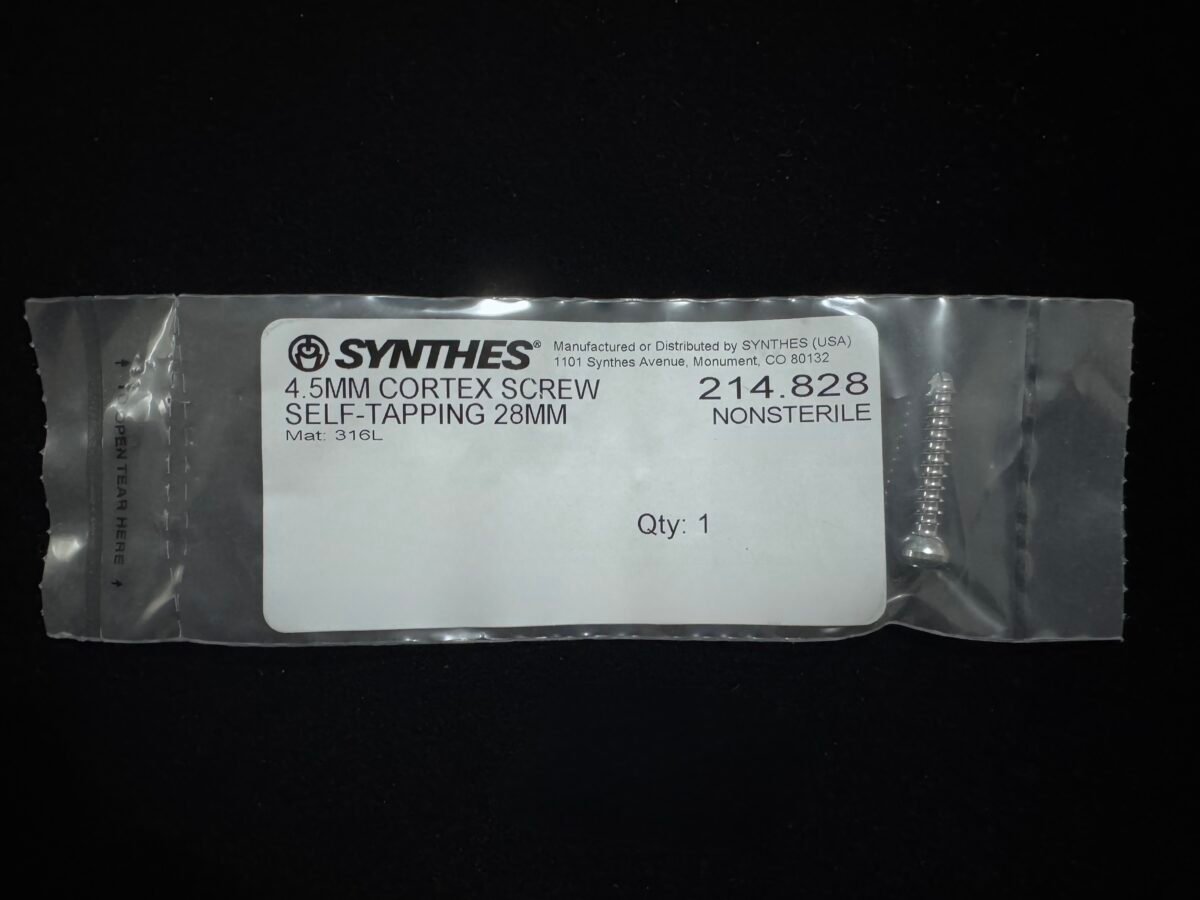 SYNTHES® Manufactured or Distributed by SYNTHES (USA)
1101 Synthes Avenue, Monument, CO 80132
4.5MM CORTEX SCREW 214.828
SELF-TAPPING 28MM NONSTERILE
Mat: 316L
Qty: 1
OPEN TEAR HERE